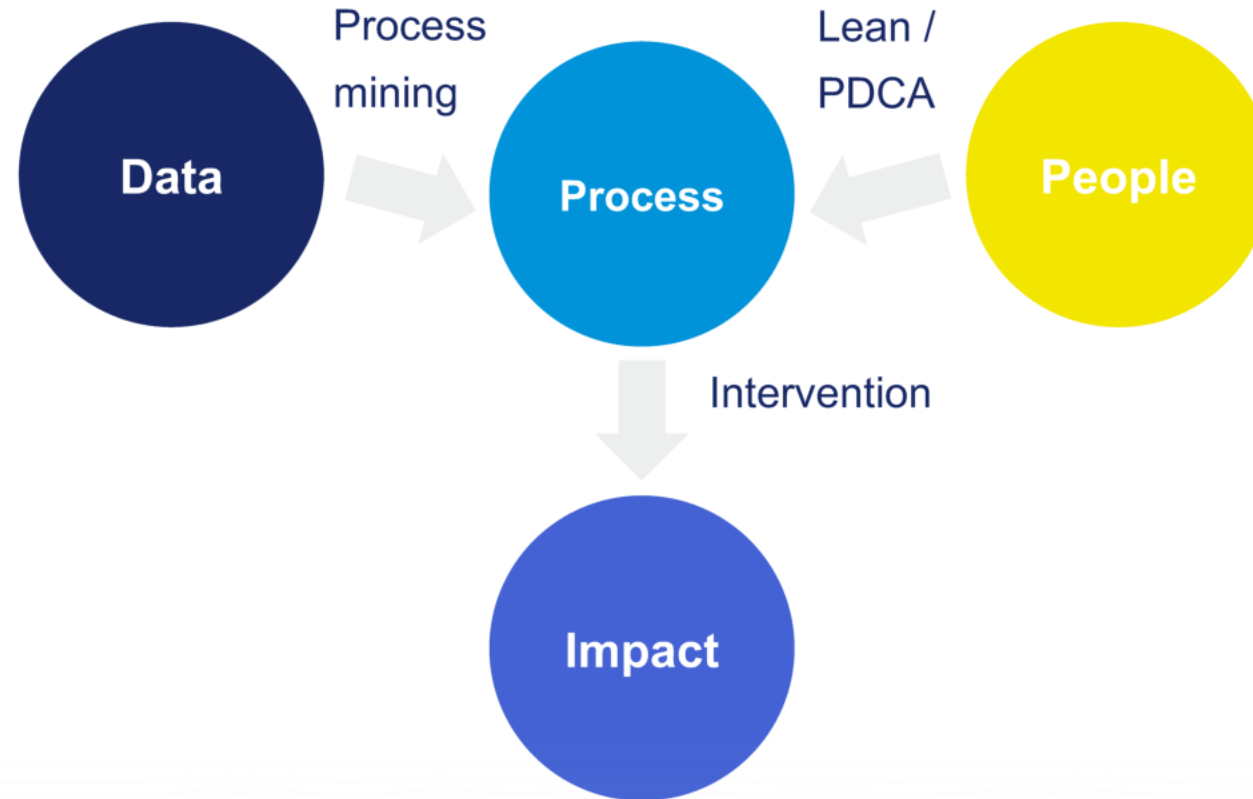 Process
mining
Lean /
PDCA
Data
Process
People
Intervention
Impact